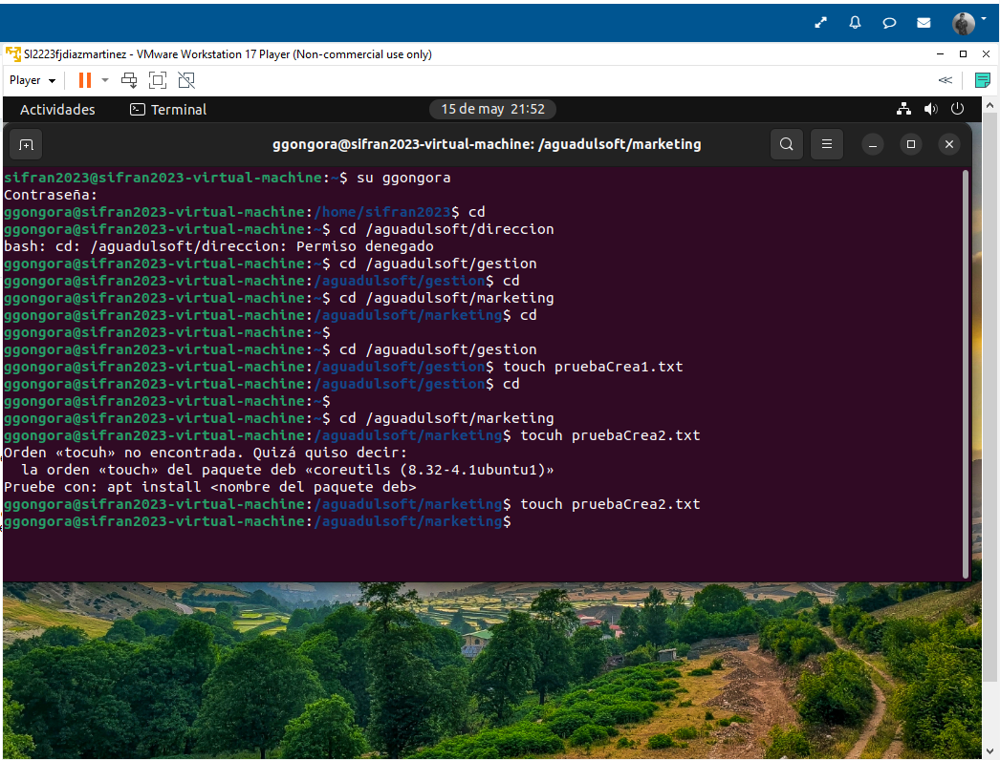 SI2223fjdiazmartinez - VMware Workstation 17 Player (Non-commercial use only)
Player
Actividades
Terminal
15 de may 21:52
ggongora@sifran2023-virtual-machine: /aguadulsoft/marketing
sifran2023@sifran2023-virtual-machine:~$ su ggongora
Contraseña:
ggongora@sifran2023-virtual-machine:/home/sifran2023$ cd
ggongora@sifran2023-virtual-machine:~$ cd /aguadulsoft/direccion
bash: cd: /aguadulsoft/direccion: Permiso denegado
ggongora@sifran2023-virtual-machine:~$ cd /aguadulsoft/gestion
ggongora@sifran2023-virtual-machine:/aguadulsoft/gestion$ cd
ggongora@sifran2023-virtual-machine:~$ cd /aguadulsoft/marketing
ggongora@sifran2023-virtual-machine:/aguadulsoft/marketing$ cd
ggongora@sifran2023-virtual-machine:~$
ggongora@sifran2023-virtual-machine:~$ cd /aguadulsoft/gestion
ggongora@sifran2023-virtual-machine:/aguadulsoft/gestion$ touch pruebaCrea1.txt
ggongora@sifran2023-virtual-machine:/aguadulsoft/gestion$ cd
ggongora@sifran2023-virtual-machine:~$
ggongora@sifran2023-virtual-machine:~$ cd /aguadulsoft/marketing
ggongora@sifran2023-virtual-machine:/aguadulsoft/marketing$ tocuh pruebaCrea2.txt
Orden «tocuh» no encontrada. Quizá quiso decir:
  la orden «touch» del paquete deb «coreutils (8.32-4.1ubuntu1)»
Pruebe con: apt install <nombre del paquete deb>
ggongora@sifran2023-virtual-machine:/aguadulsoft/marketing$ touch pruebaCrea2.txt
ggongora@sifran2023-virtual-machine:/aguadulsoft/marketing$